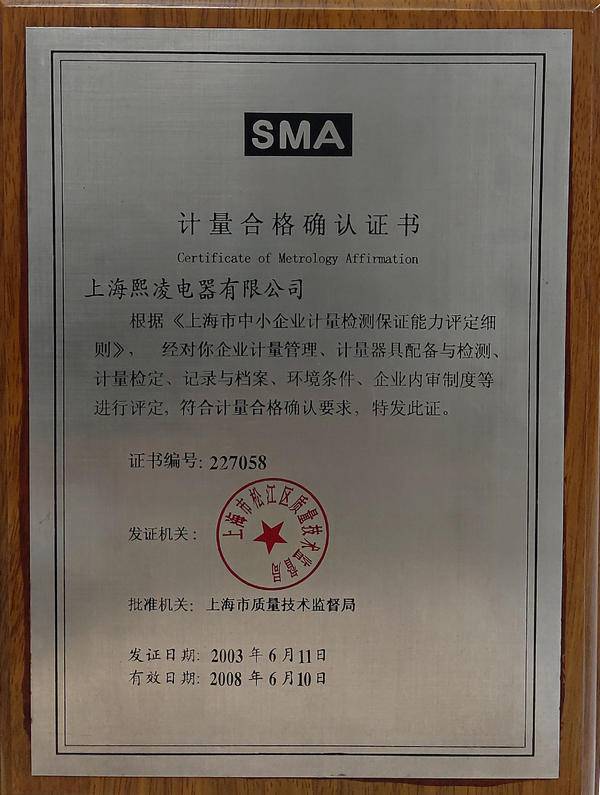 SMA
计量合格确认证书
Certificate of Metrology Affirmation
上海熙凌电器有限公司
根据《上海市中小企业计量检测保证能力评定细
则》， 经对你企业计量管理、计量器具配备与检测、
计量检定、记录与档案、环境条件、企业内审制度等
进行评定, 符合计量合格确认要求, 特发此证。
证书编号: 227058
发证机关:
上海市松江区质量技术监督局
批准机关: 上海市质量技术监督局
发证日期: 2003 年 6 月 11 日
有效日期: 2008 年 6 月 10 日